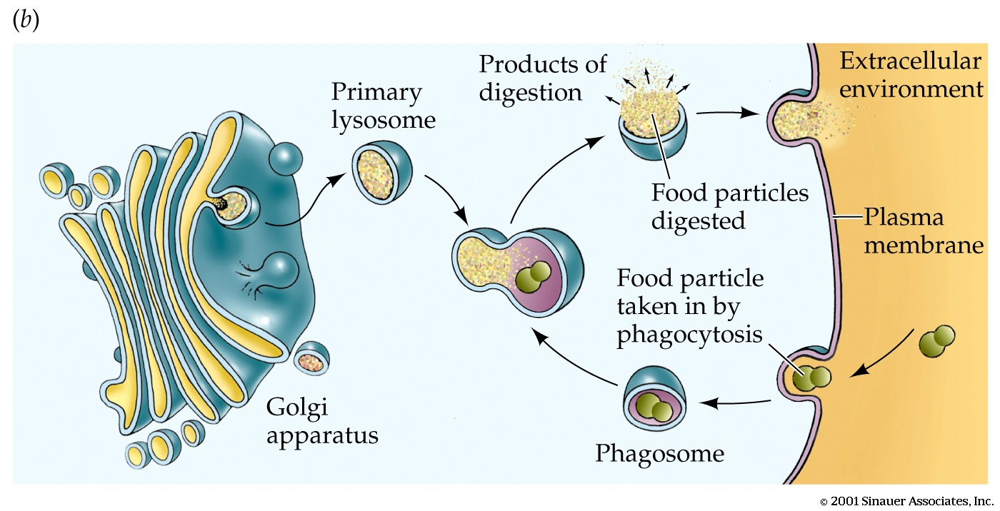 (b)
Primary
lysosome
Products of
digestion
Extracellular
environment
Food particles
digested
Plasma
membrane
Food particle
taken in by
phagocytosis
Golgi
apparatus
Phagosome
© 2001 Sinauer Associates, Inc.